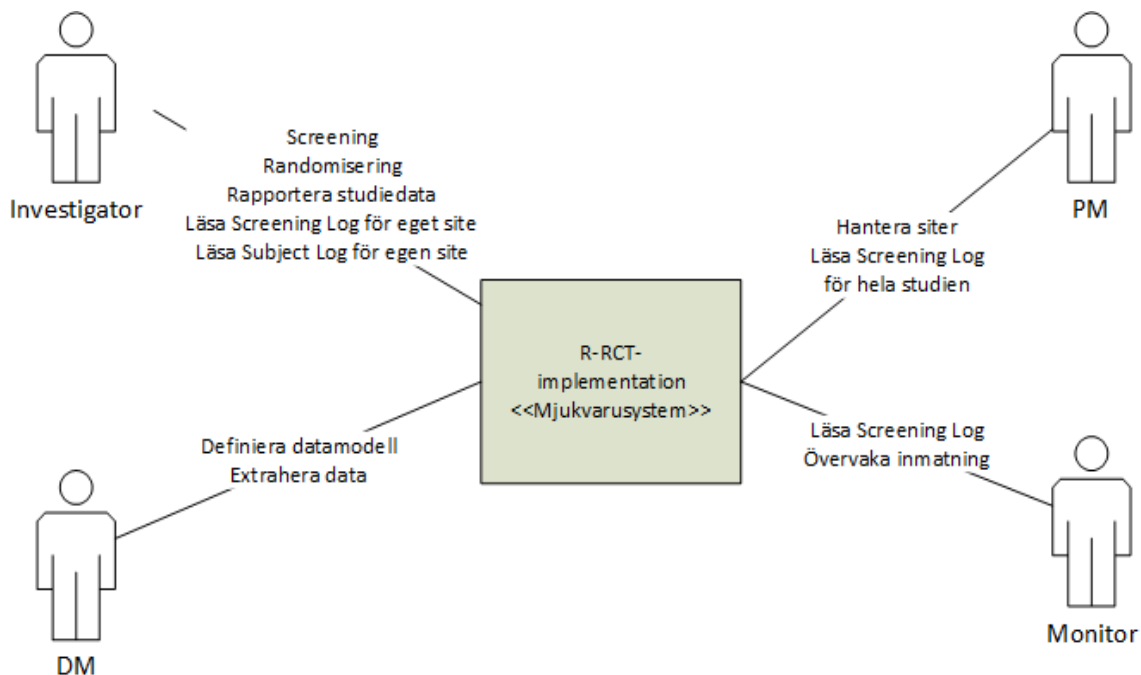 Investigator
Screening
Randomisering
Rapportera studiedata
Läsa Screening Log för eget site
Läsa Subject Log för egen site
PM
Hantera siter
Läsa Screening Log
för hela studien
R-RCT-
implementation
<<Mjukvarusystem>>
Definiera datamodell
Extrahera data
DM
Läsa Screening Log
Övervaka inmatning
Monitor